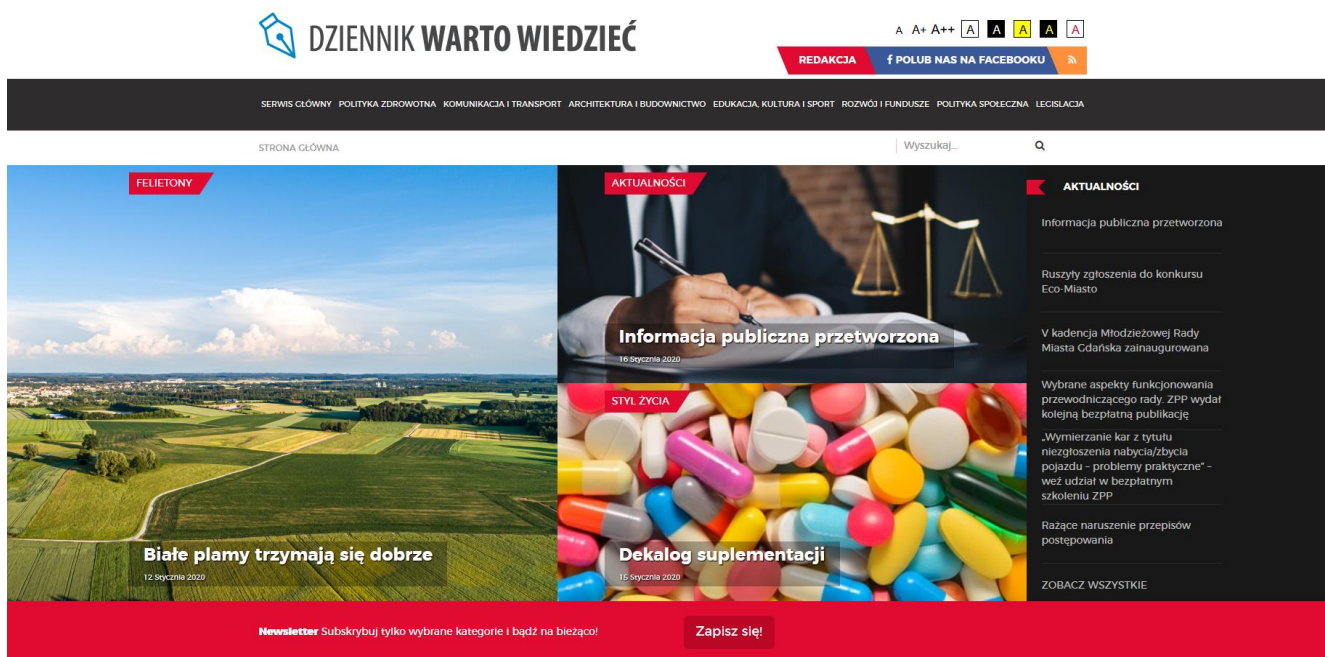 DZIENNIK WARTO WIEDZIEĆ
A A+ A++ A A A A A
REDAKCJA
f POLUB NAS NA FACEBOOKU
SERWIS GŁÓWNY POLITYKA ZDROWOTNA KOMUNIKACJA I TRANSPORT ARCHITEKTURA I BUDOWNICTWO EDUKACJA, KULTURA I SPORT ROZWÓJ I FUNDUSZE POLITYKA SPOŁECZNA LEGISLACJA
STRONA GŁÓWNA
Wyszukaj...
FELIETONY
Białe plamy trzymają się dobrze
12 Stycznia 2020
AKTUALNOŚCI
Informacja publiczna przetworzona
16 Stycznia 2020
STYL ŻYCIA
Dekalog suplementacji
15 Stycznia 2020
AKTUALNOŚCI
Informacja publiczna przetworzona
Ruszyły zgłoszenia do konkursu
Eco-Miasto
V kadencja Młodzieżowej Rady
Miasta Gdańska zainaugurowana
Wybrane aspekty funkcjonowania
przewodniczącego rady. ZPP wydał
kolejną bezpłatną publikację
„Wymierzanie kar z tytułu
niezgłoszenia nabycia/zbycia
pojazdu – problemy praktyczne” –
weź udział w bezpłatnym
szkoleniu ZPP
Rażące naruszenie przepisów
postępowania
ZOBACZ WSZYSTKIE
Newsletter Subskrybuj tylko wybrane kategorie i bądź na bieżąco!
Zapisz się!